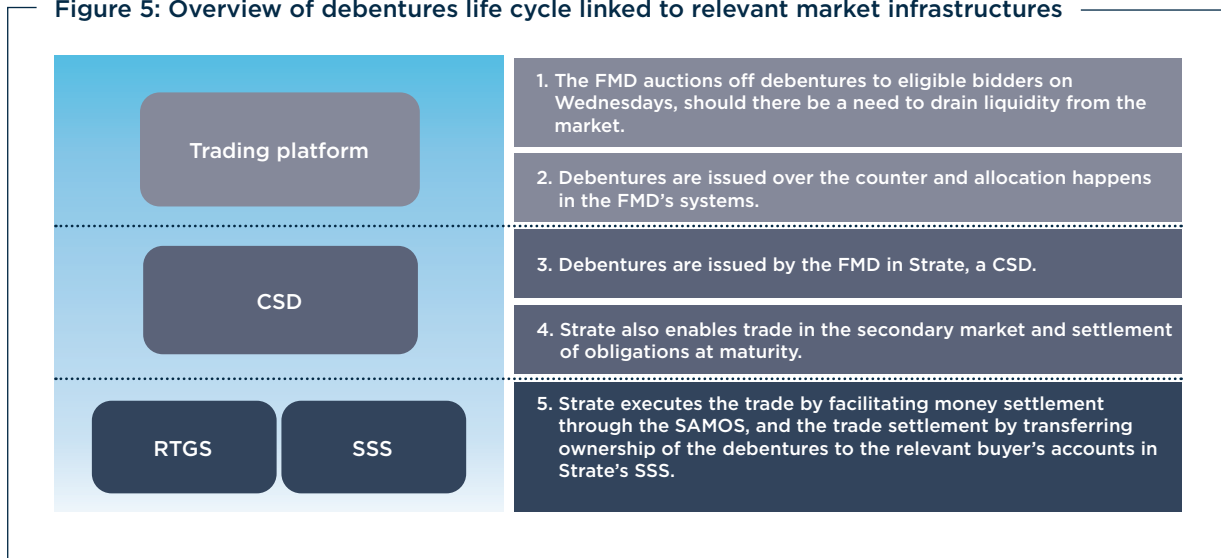 Figure 5: Overview of debentures life cycle linked to relevant market infrastructures
Trading platform
1. The FMD auctions off debentures to eligible bidders on
Wednesdays, should there be a need to drain liquidity from the
market.
2. Debentures are issued over the counter and allocation happens
in the FMD's systems.
CSD
3. Debentures are issued by the FMD in Strate, a CSD.
4. Strate also enables trade in the secondary market and settlement
of obligations at maturity.
RTGS
SSS
5. Strate executes the trade by facilitating money settlement
through the SAMOS, and the trade settlement by transferring
ownership of the debentures to the relevant buyer's accounts in
Strate's SSS.